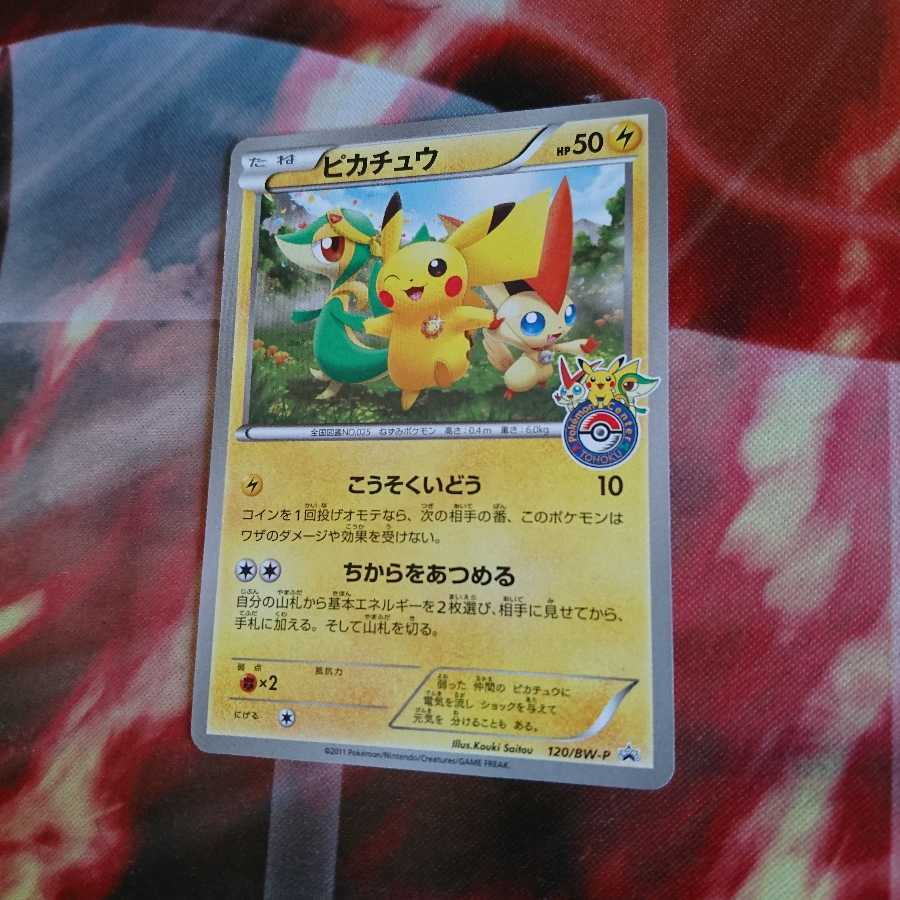 たね ピカチュウ HP50
Pokémon Center
TOHOKU
全国図鑑NO.025 ねずみポケモン 高さ：0.4m 重さ：6.0kg
こうそくいどう 10
コインを1回投げオモテなら、次の相手の番、このポケモンは
ワザのダメージや効果を受けない。
ちからをあつめる
自分の山札から基本エネルギーを2枚選び、相手に見せてから、
手札に加える。そして山札を切る。
弱点 抵抗力
×2
にげる
弱った 仲間の ピカチュウに
電気を流し ショックを与えて
元気を 分けることも ある。
Illus.Kouki Saitou 120/BW-P
©2011 Pokémon/Nintendo/Creatures/GAME FREAK.